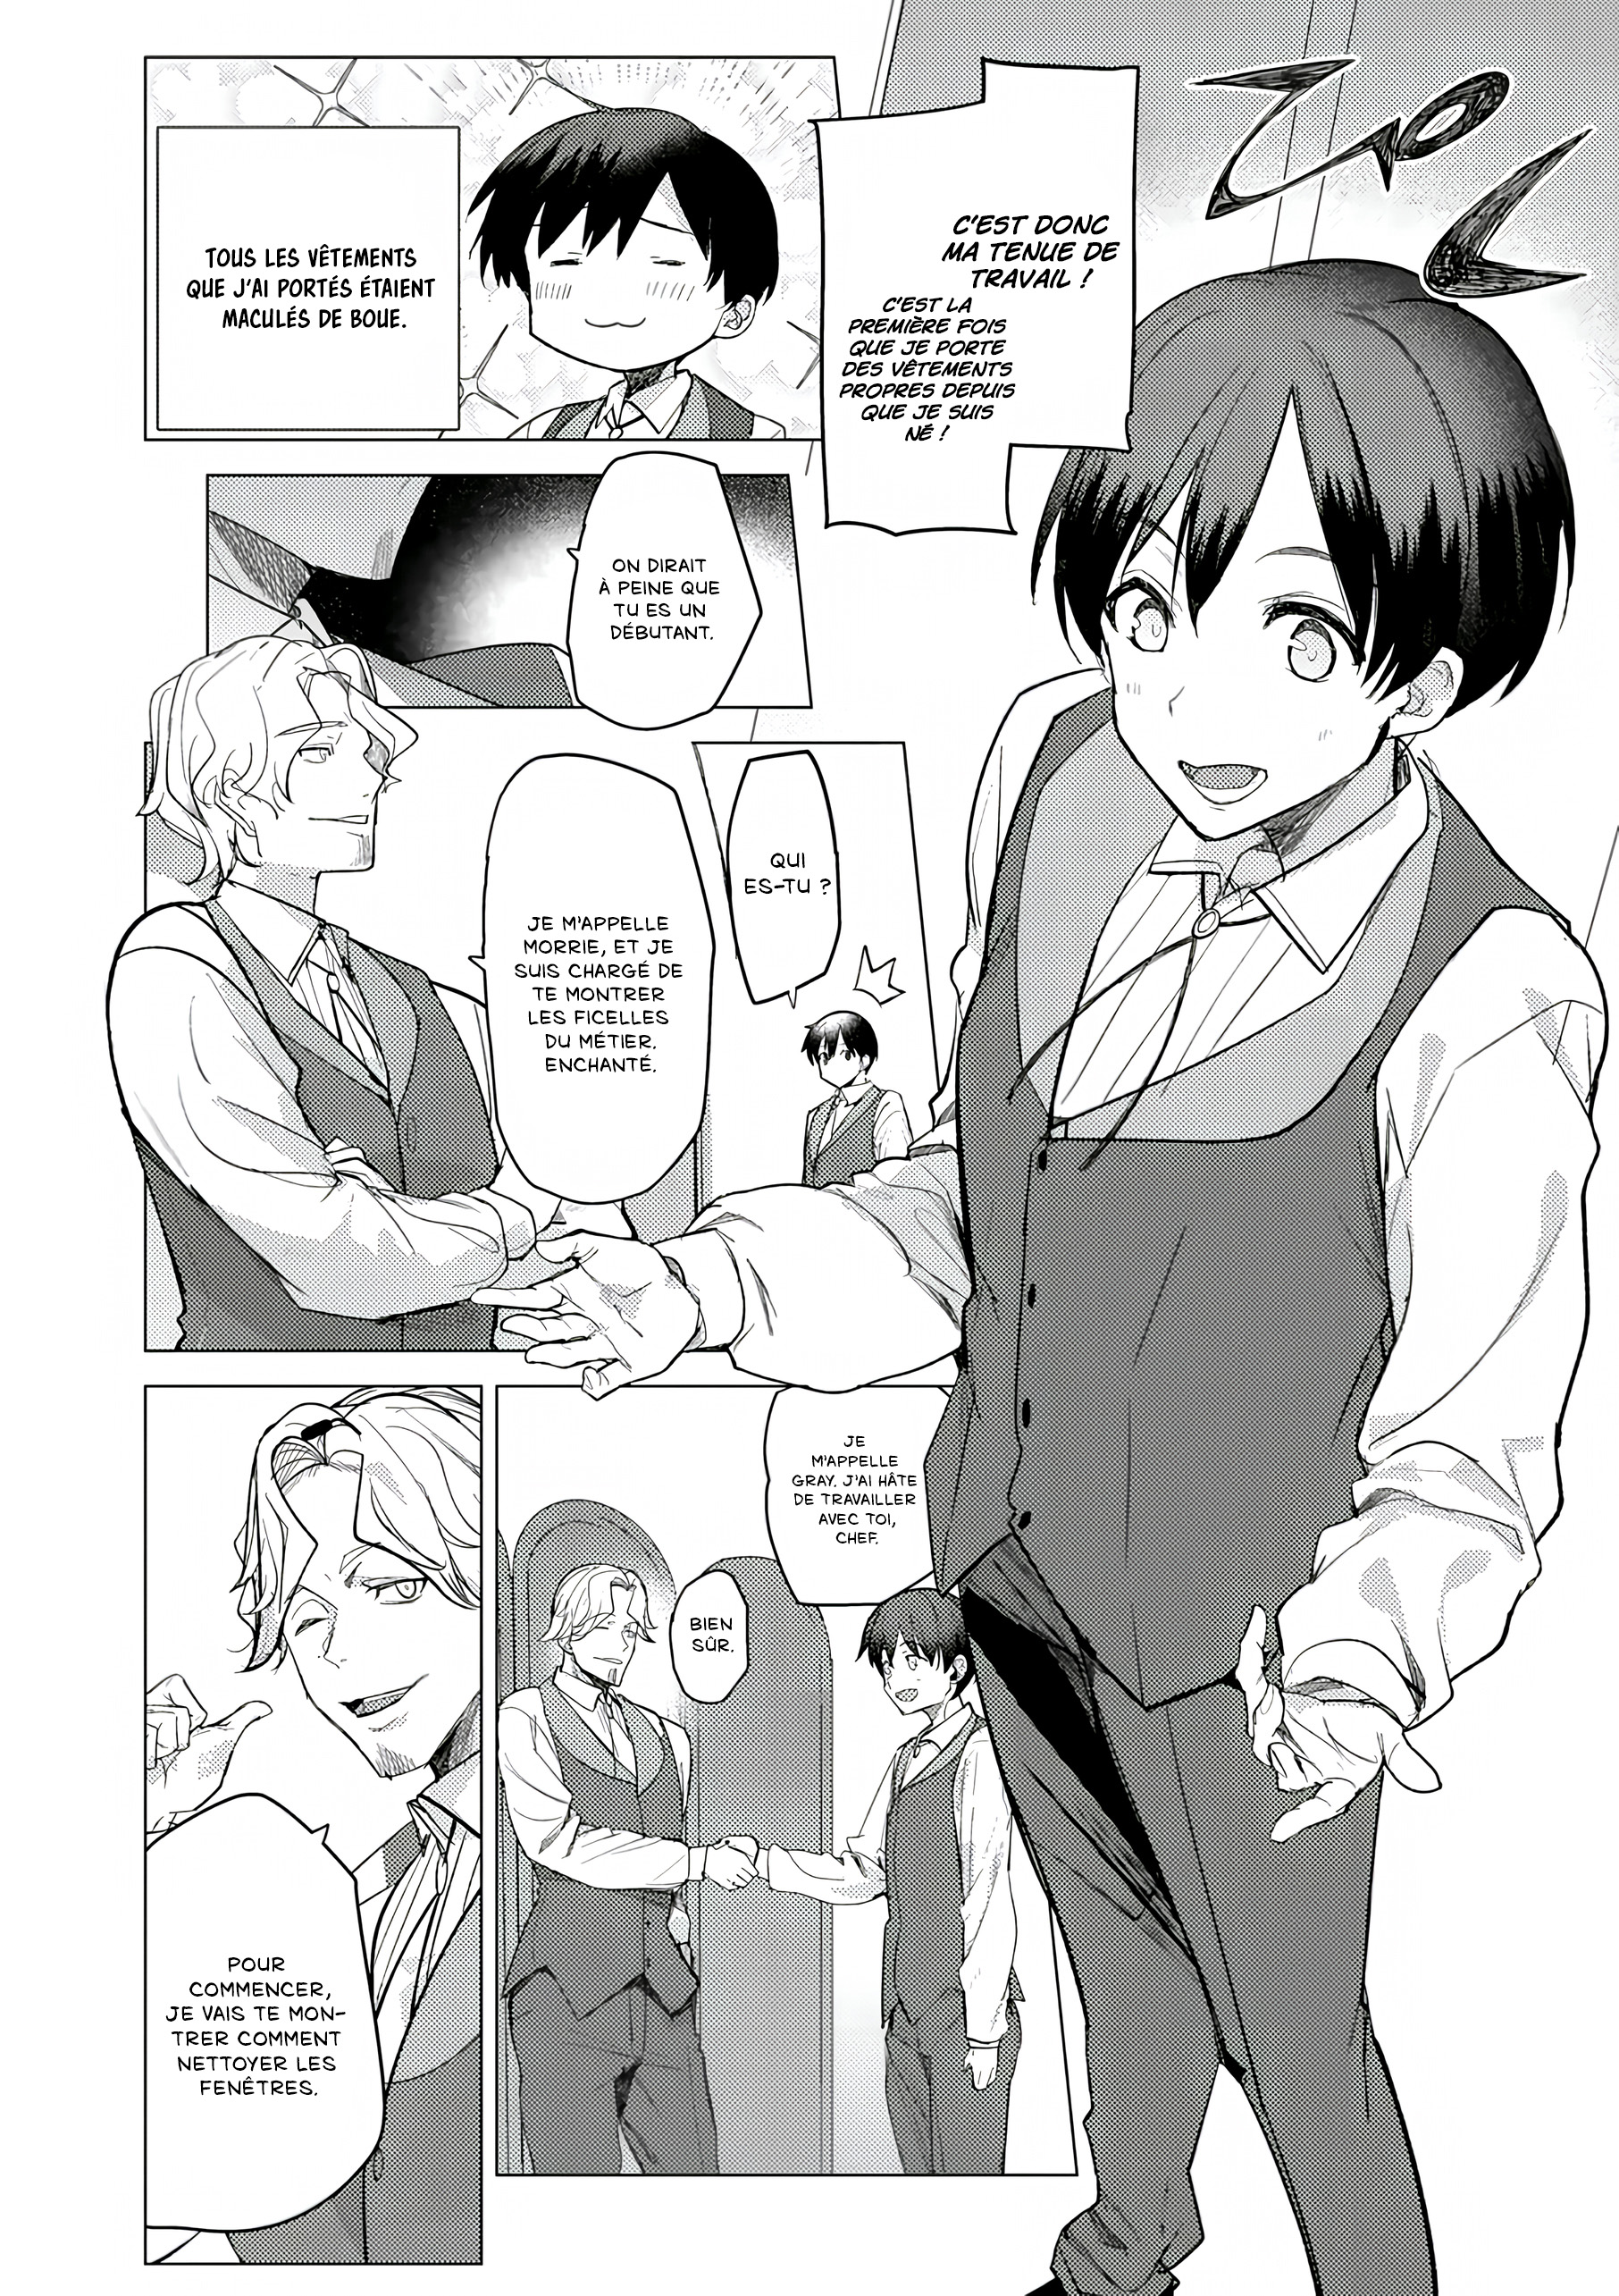 ぴぐ
C'EST DONC
MA TENUE DE
TRAVAIL !
C'EST LA
PREMIÈRE FOIS
QUE JE PORTE
DES VÊTEMENTS
PROPRES DEPUIS
QUE JE SUIS
NÉ !
TOUS LES VÊTEMENTS
QUE J'AI PORTÉS ÉTAIENT
MACULÉS DE BOUE.
ON DIRAIT
À PEINE QUE
TU ES UN
DÉBUTANT.
QUI
ES-TU ?
JE M'APPELLE
MORRIE, ET JE
SUIS CHARGÉ DE
TE MONTRER
LES FICELLES
DU MÉTIER.
ENCHANTÉ.
JE
M'APPELLE
GRAY. J'AI HÂTE
DE TRAVAILLER
AVEC TOI,
CHEF.
BIEN
SÛR.
POUR
COMMENCER,
JE VAIS TE MON-
TRER COMMENT
NETTOYER LES
FENÊTRES.